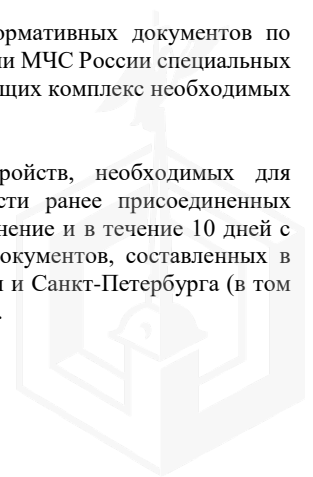 ормативных документов по
и МЧС России специальных
ющих комплекс необходимых
ройств, необходимых для
сти ранее присоединенных
нение и в течение 10 дней с
окументов, составленных в
и и Санкт-Петербурга (в том